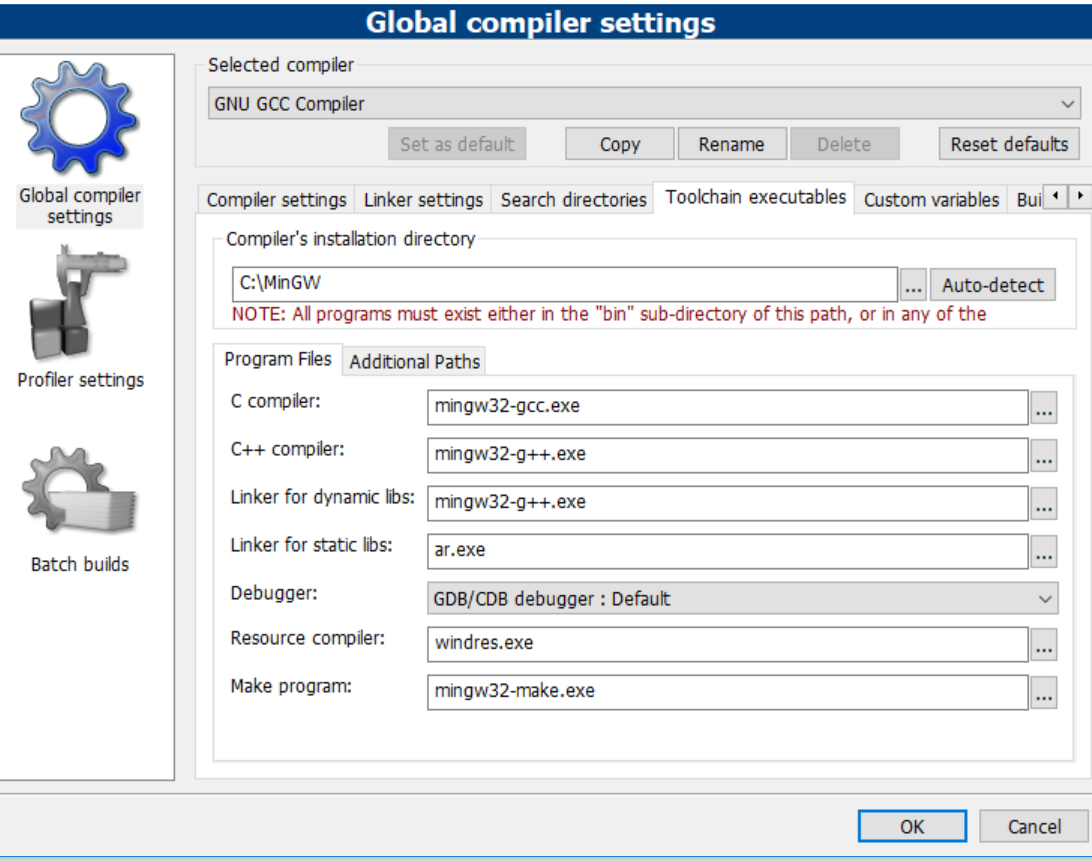 Global compiler settings
Global compiler
settings
Profiler settings
Batch builds
Selected compiler
GNU GCC Compiler
Set as default
Copy
Rename
Delete
Reset defaults
Compiler settings
Linker settings
Search directories
Toolchain executables
Custom variables
Bui
Compiler's installation directory
C:\MinGW
...
Auto-detect
NOTE: All programs must exist either in the "bin" sub-directory of this path, or in any of the
Program Files
Additional Paths
C compiler:
mingw32-gcc.exe
...
C++ compiler:
mingw32-g++.exe
...
Linker for dynamic libs:
mingw32-g++.exe
...
Linker for static libs:
ar.exe
...
Debugger:
GDB/CDB debugger : Default
Resource compiler:
windres.exe
...
Make program:
mingw32-make.exe
...
OK
Cancel